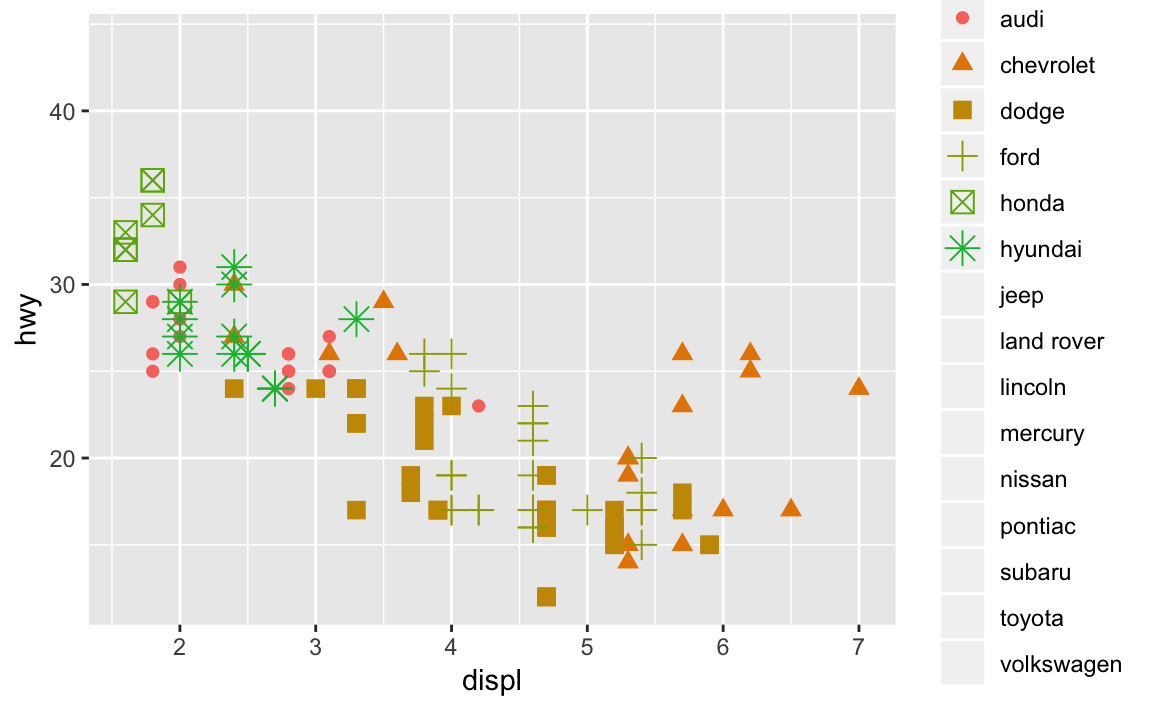 40
30
20
hwy
2
3
4
5
6
7
displ
audi
chevrolet
dodge
ford
honda
hyundai
jeep
land rover
lincoln
mercury
nissan
pontiac
subaru
toyota
volkswagen